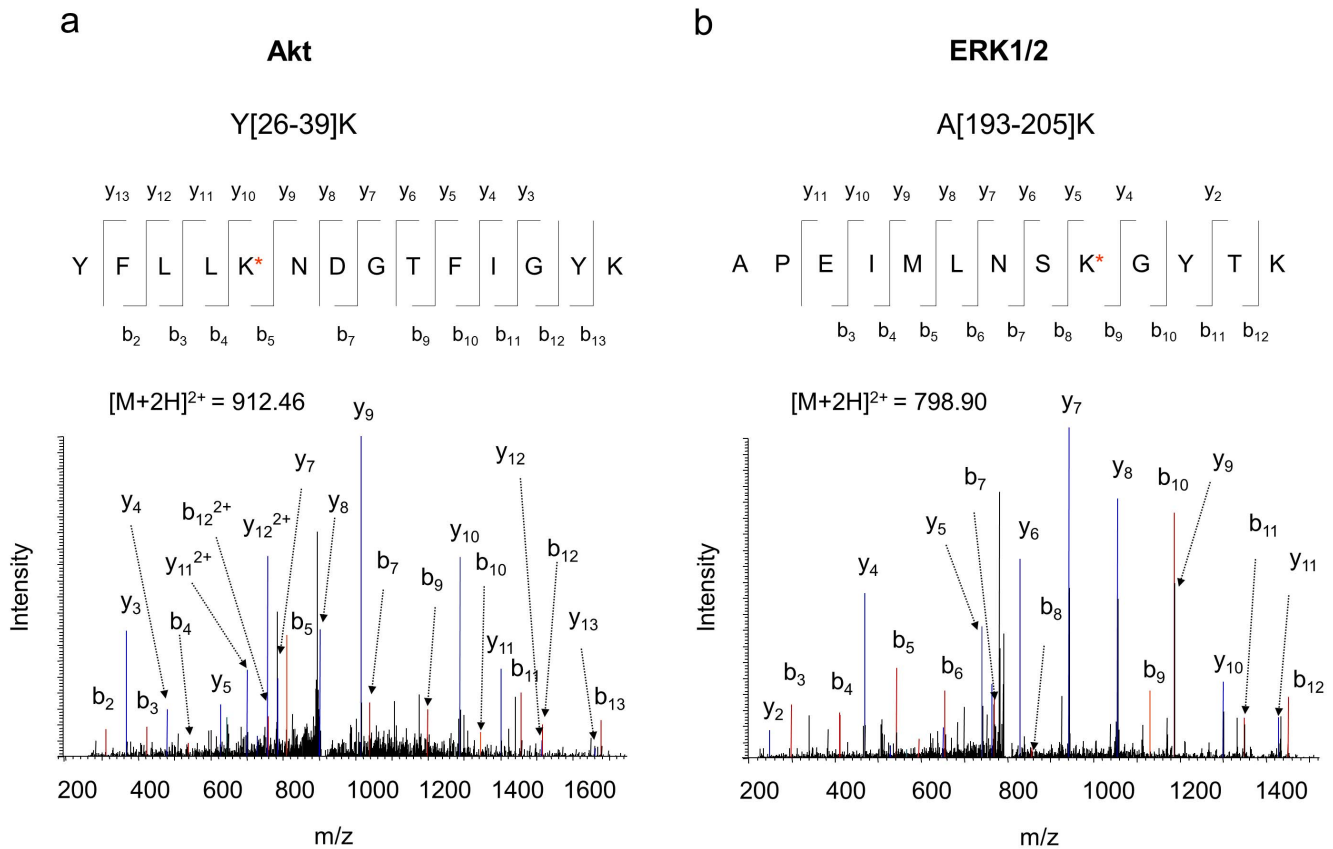 a
Akt
Y[26-39]K
y13 y12 y11 y10 y9 y8 y7 y6 y5 y4 y3
Y F L L K* N D G T F I G Y K
b2 b3 b4 b5 b7 b9 b10 b11 b12 b13
[M+2H]2+ = 912.46
y9
y12
y7
y4
b12 2+
y12 2+
y8
y11 2+
y10
b7
b10
b12
b9
y3
b4
b5
y13
y11
b2
b3
y5
b11
b13
Intensity
200 400 600 800 1000 1200 1400 1600
m/z
b
ERK1/2
A[193-205]K
y11 y10 y9 y8 y7 y6 y5 y4 y2
A P E I M L N S K* G Y T K
b3 b4 b5 b6 b7 b8 b9 b10 b11 b12
[M+2H]2+ = 798.90
y7
y9
b7
y8
b10
y5
y6
b11
y4
y11
b8
b5
b3
b6
b9
y10
b4
b12
y2
Intensity
200 400 600 800 1000 1200 1400
m/z